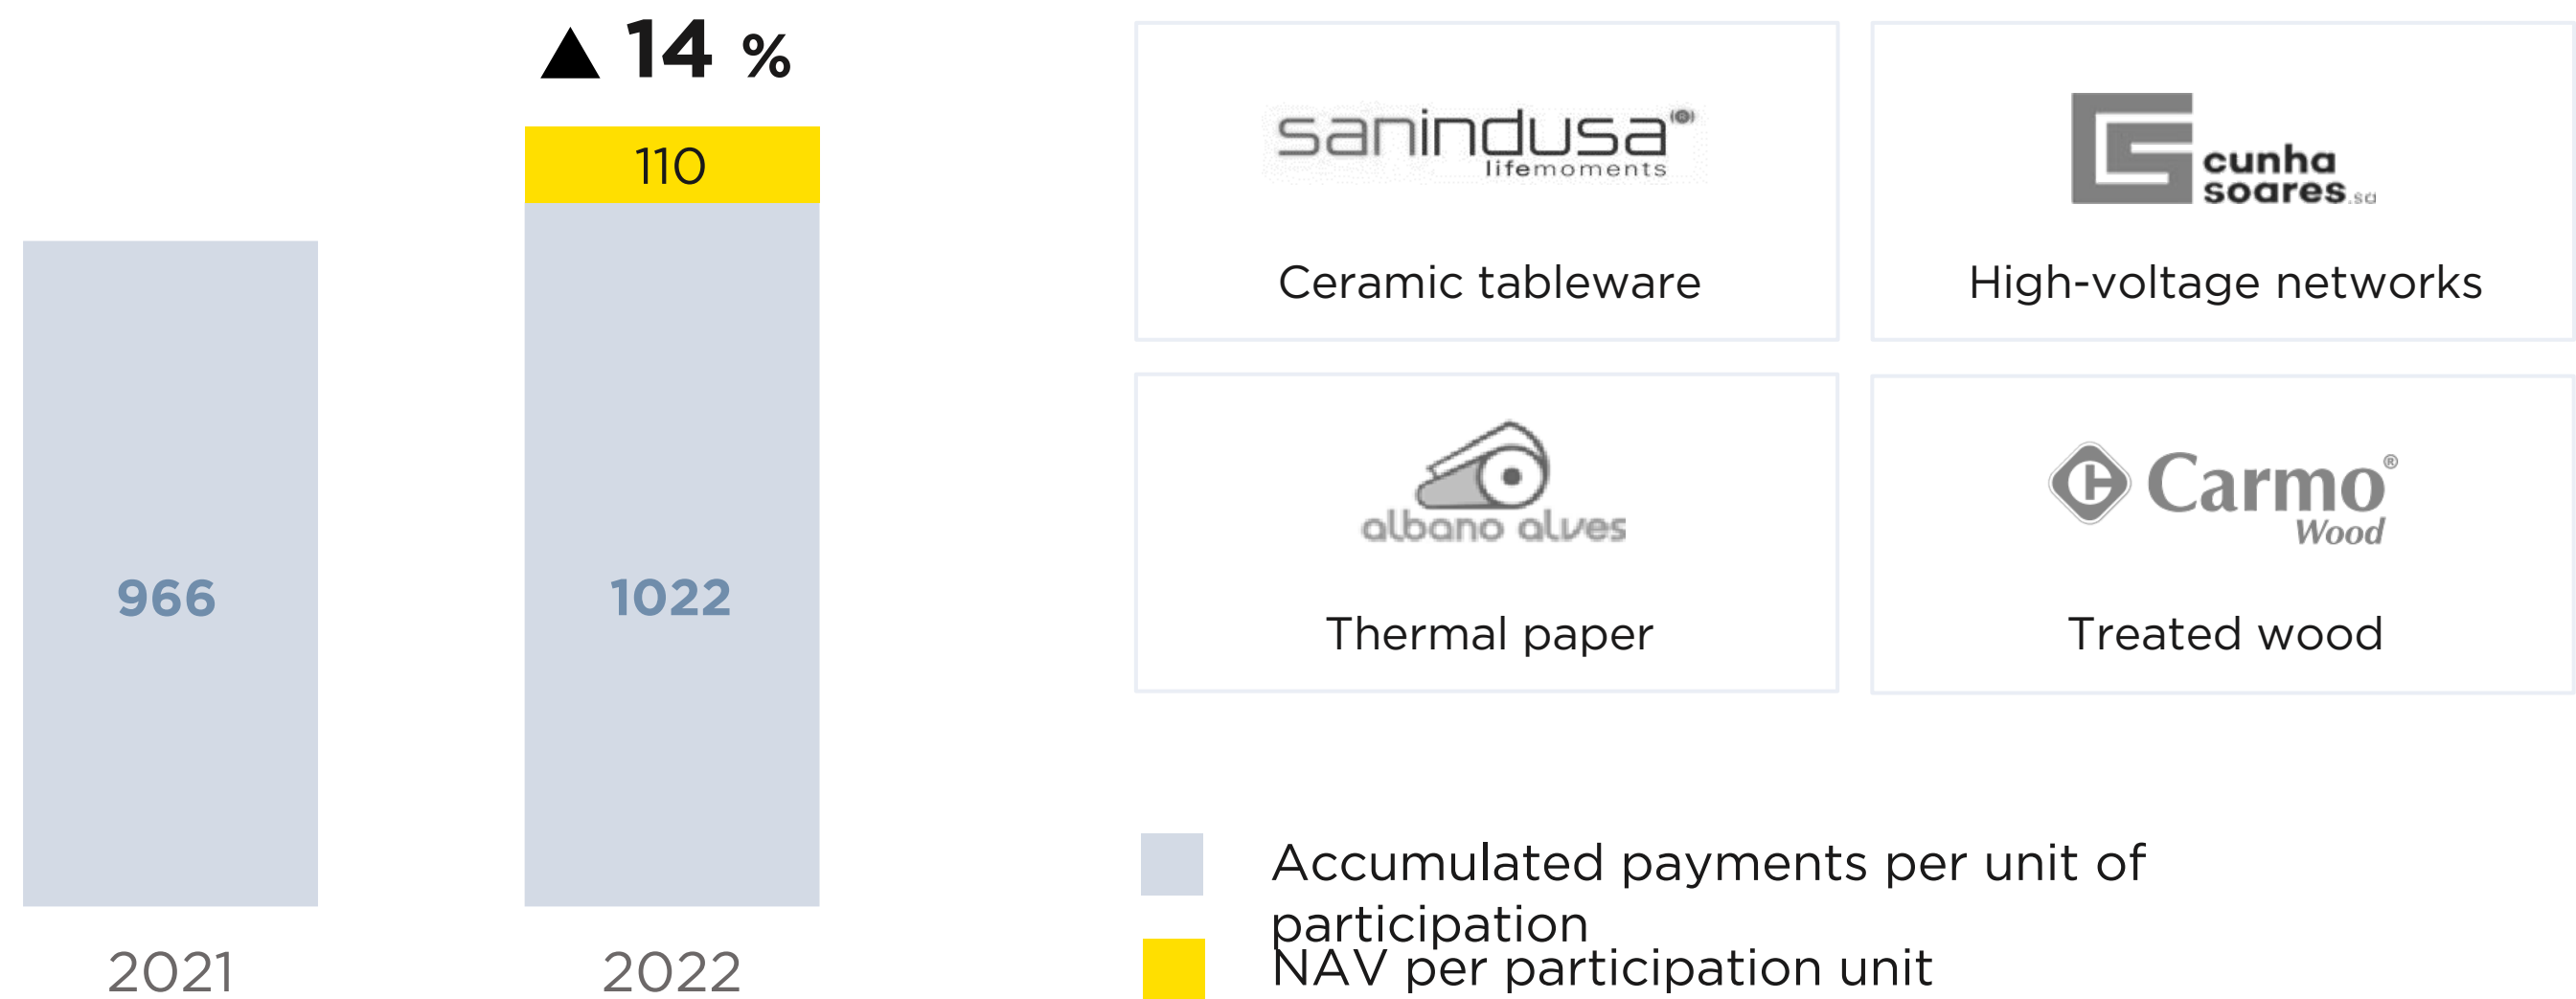 ▲ 14 %
110
966
1022
2021
2022
sanindusa
lifemoments
Ceramic tableware
cunha
soares.sa
High-voltage networks
albano alves
Thermal paper
Carmo®
Wood
Treated wood
Accumulated payments per unit of
participation
NAV per participation unit